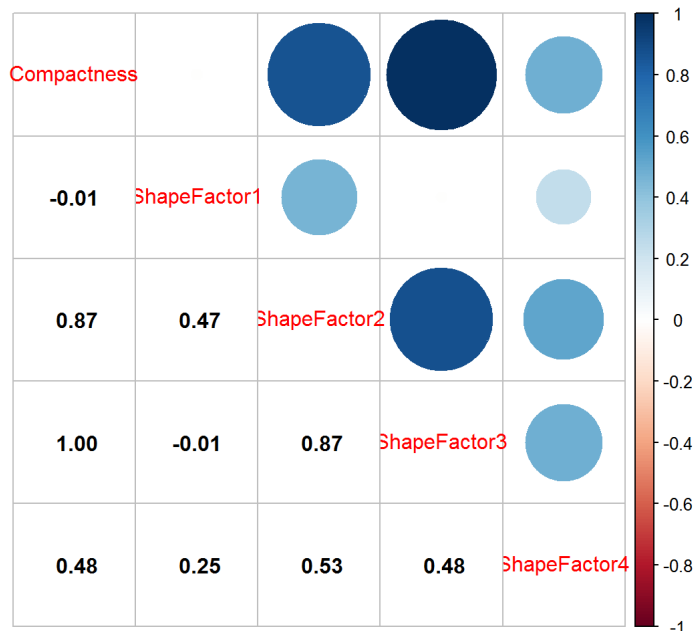 Compactness
-0.01 ShapeFactor1
0.87 0.47 ShapeFactor2
1.00 -0.01 0.87 ShapeFactor3
0.48 0.25 0.53 0.48 ShapeFactor4
1
0.8
0.6
0.4
0.2
0
-0.2
-0.4
-0.6
-0.8
-1